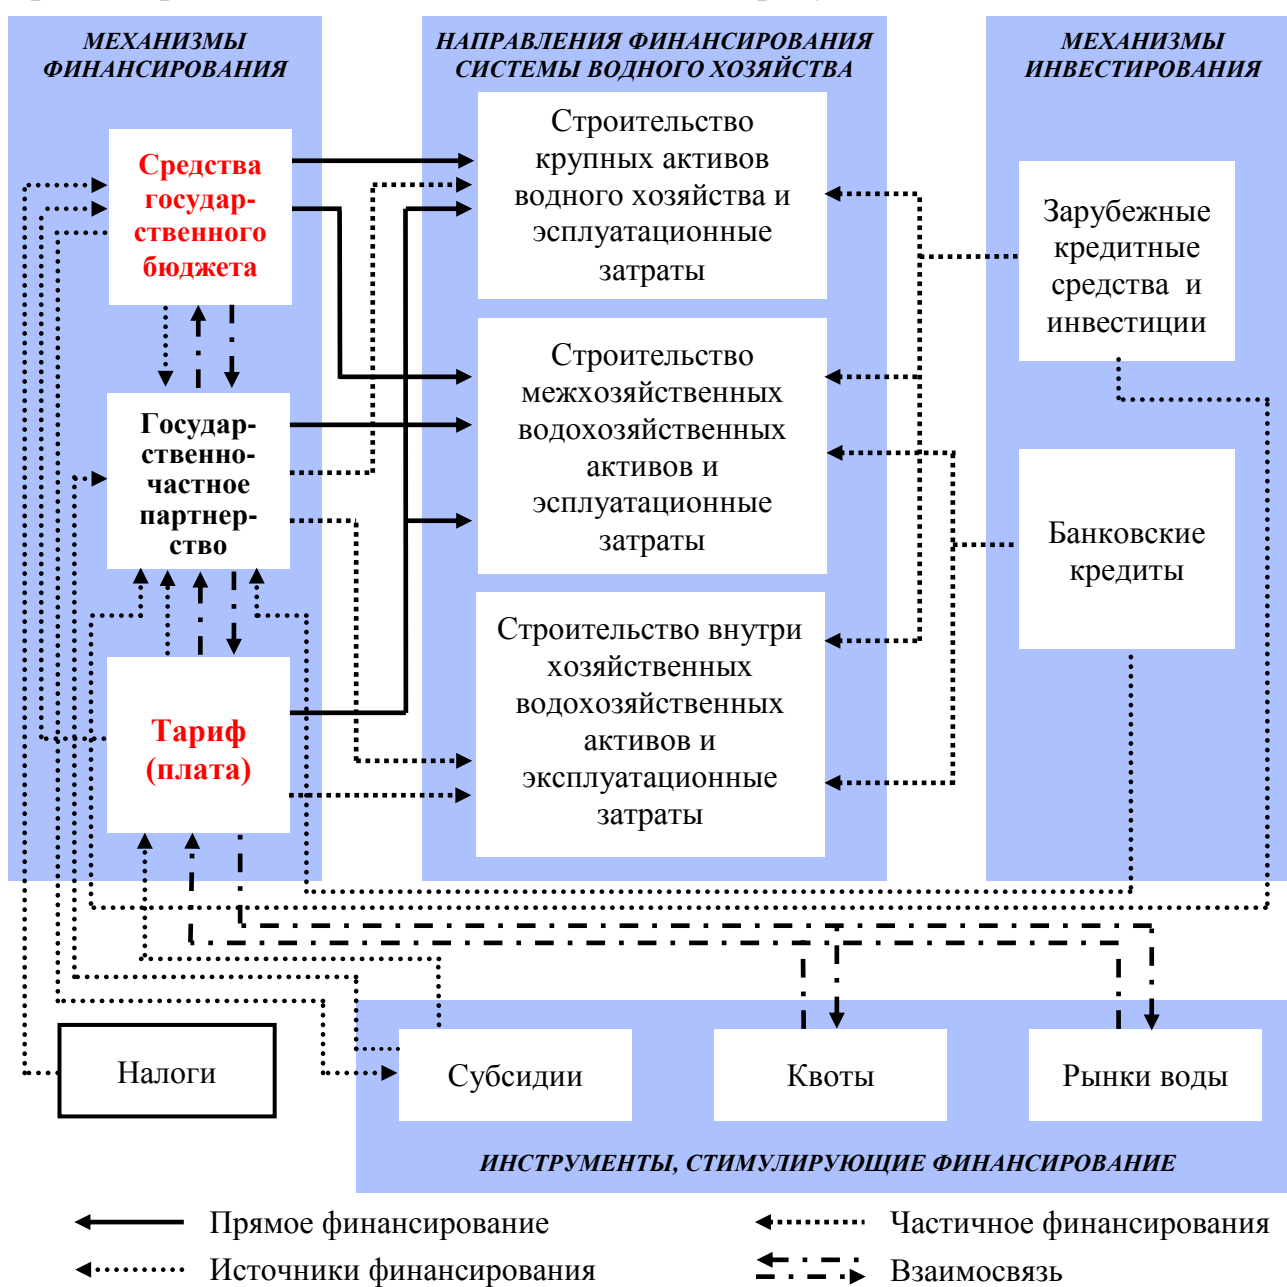 МЕХАНИЗМЫ
ФИНАНСИРОВАНИЯ
НАПРАВЛЕНИЯ ФИНАНСИРОВАНИЯ
СИСТЕМЫ ВОДНОГО ХОЗЯЙСТВА
МЕХАНИЗМЫ
ИНВЕСТИРОВАНИЯ
Средства
государ-
ственного
бюджета
Государ-
ственно-
частное
партнер-
ство
Тариф
(плата)
Строительство
крупных активов
водного хозяйства и
эсплуатационные
затраты
Строительство
межхозяйственных
водохозяйственных
активов и
эсплуатационные
затраты
Строительство внутри
хозяйственных
водохозяйственных
активов и
эксплуатационные
затраты
Зарубежные
кредитные
средства и
инвестиции
Банковские
кредиты
Налоги
Субсидии
Квоты
Рынки воды
ИНСТРУМЕНТЫ, СТИМУЛИРУЮЩИЕ ФИНАНСИРОВАНИЕ
Прямое финансирование
Частичное финансирования
Источники финансирования
Взаимосвязь